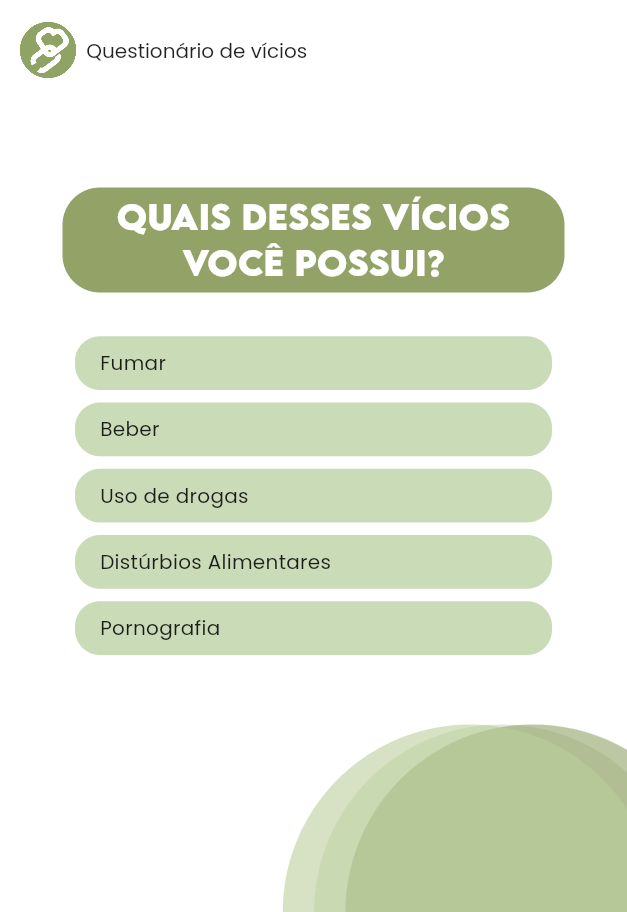 Questionário de vícios
QUAIS DESSES VÍCIOS
VOCÊ POSSUI?
Fumar
Beber
Uso de drogas
Distúrbios Alimentares
Pornografia